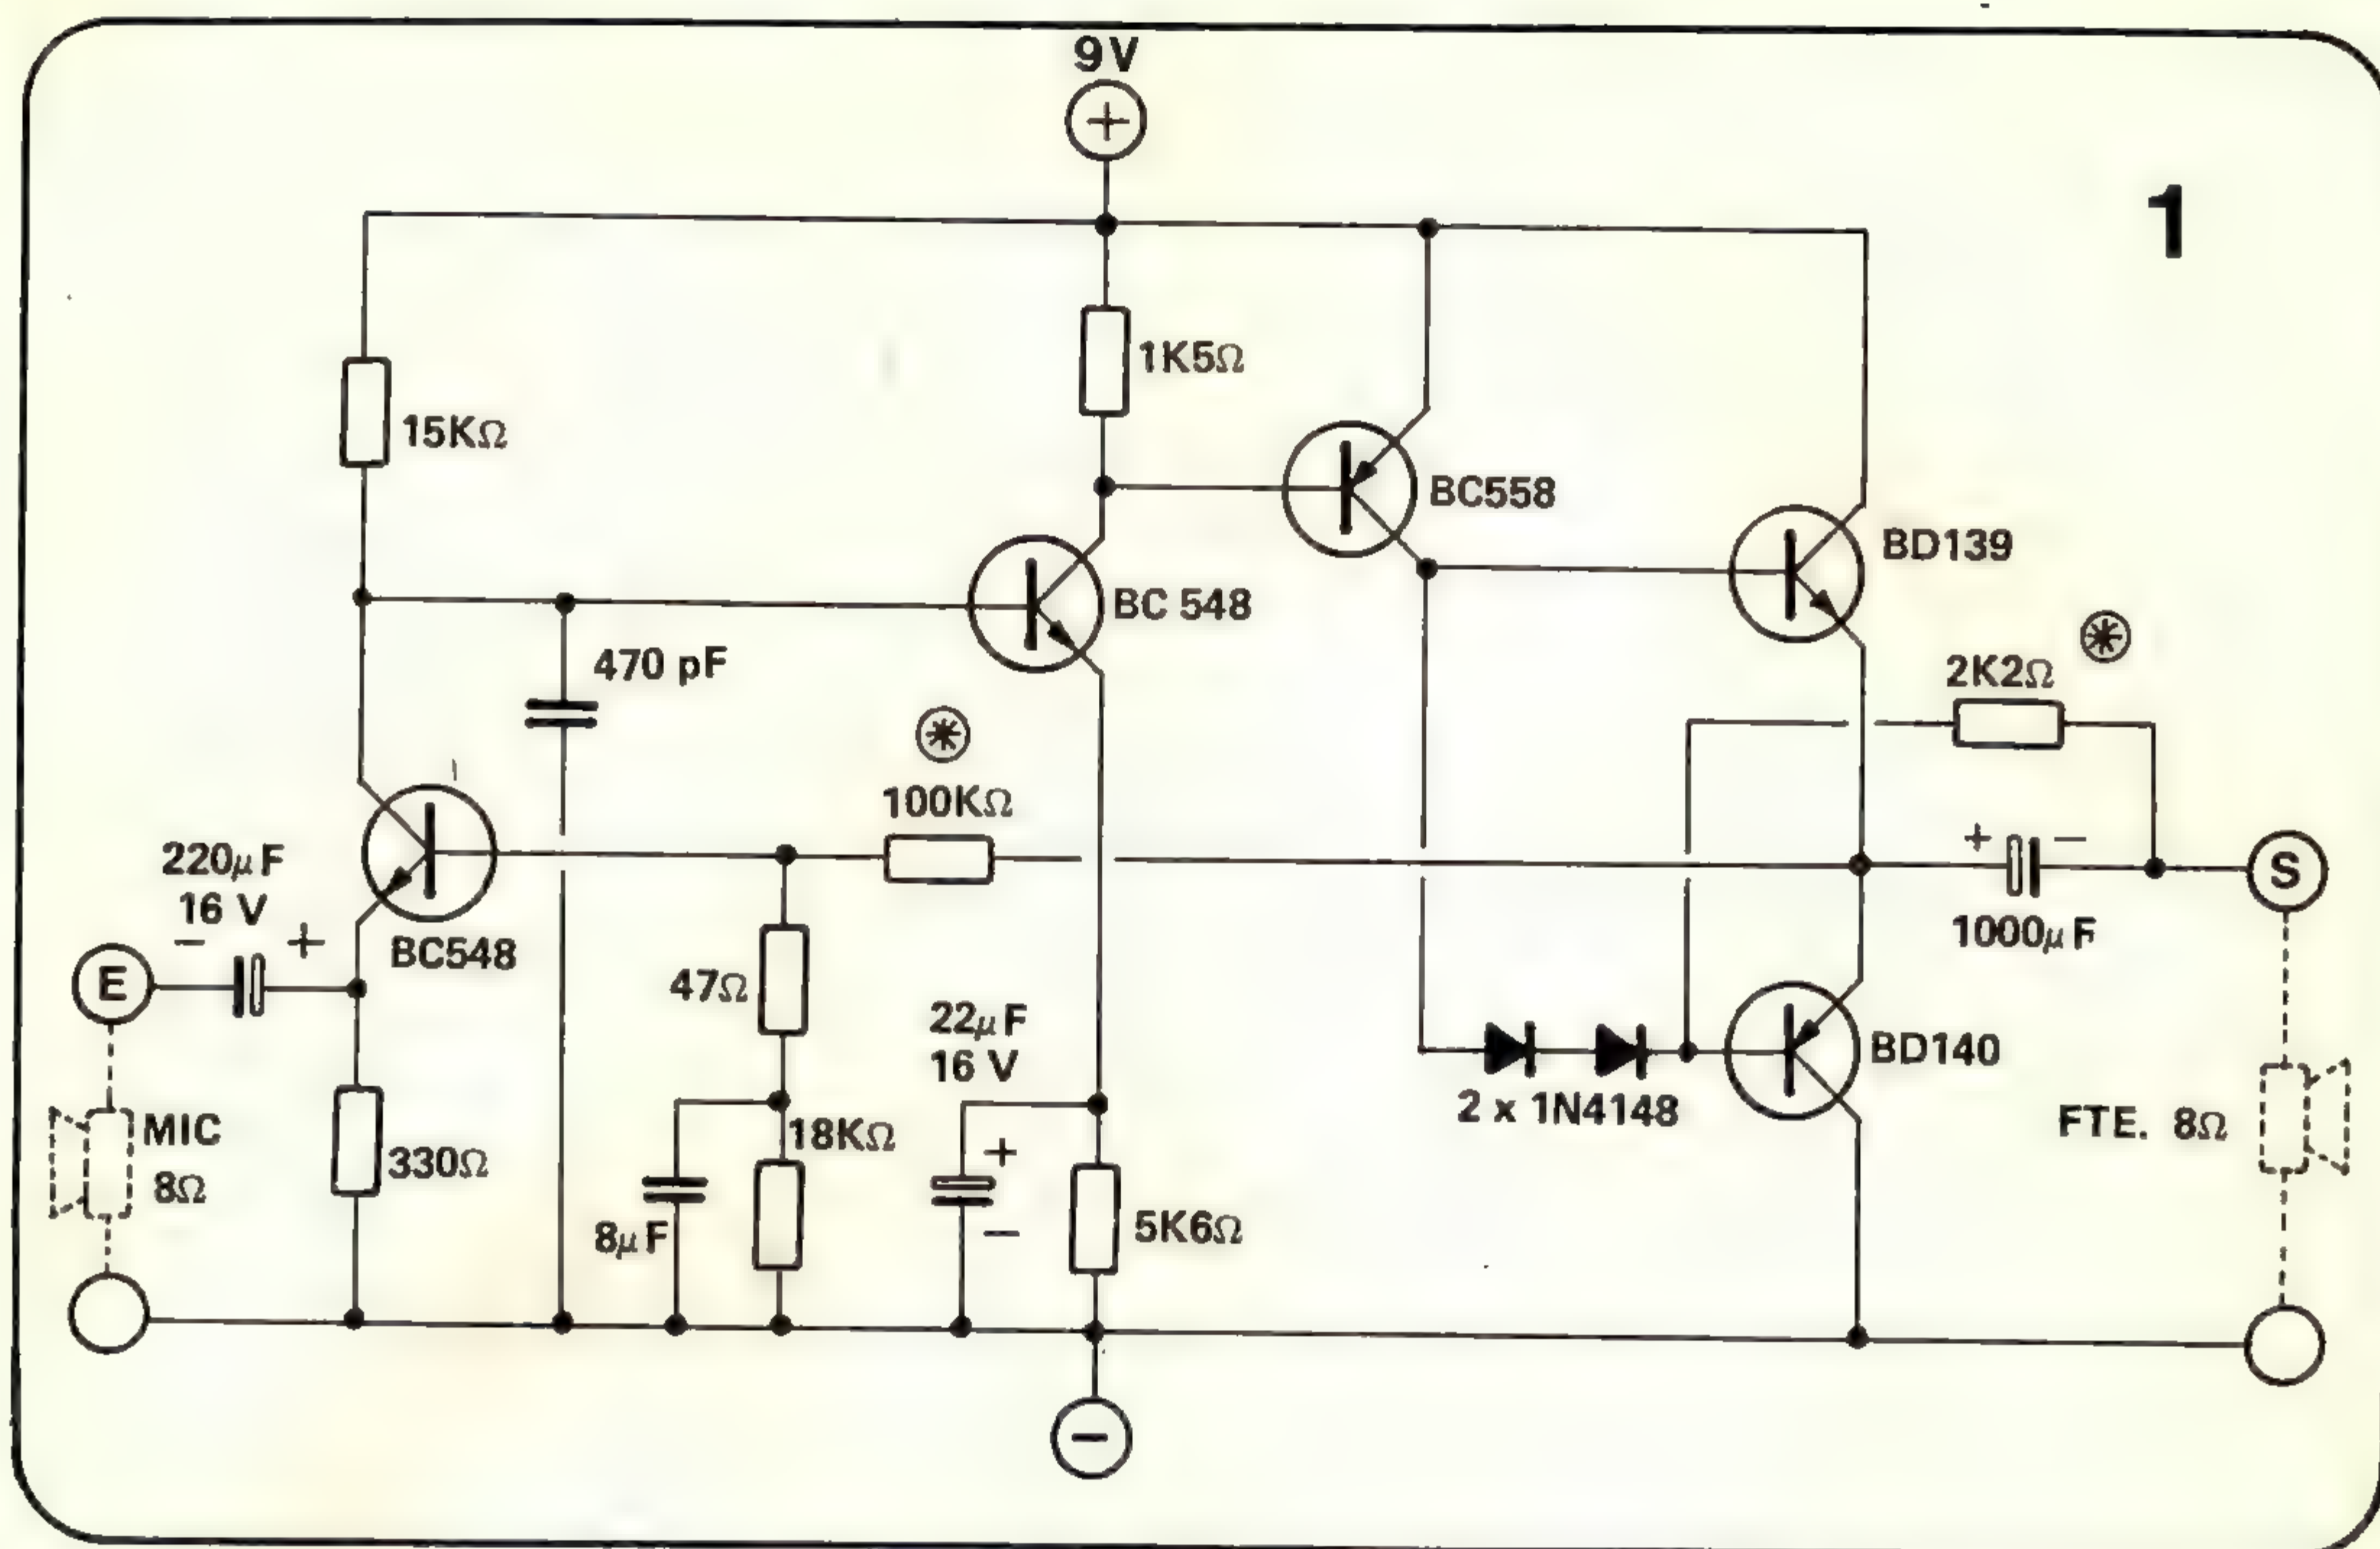 9V
+
1
1K5Ω
15KΩ
BC558
BD139
BC 548
470 pF
2K2Ω
100KΩ
220μF
16 V
+ −
− +
S
1000μF
BC548
E
47Ω
22μF
16 V
BD140
2 x 1N4148
MIC
8Ω
18KΩ
330Ω
+
FTE. 8Ω
8μF
−
5K6Ω
−